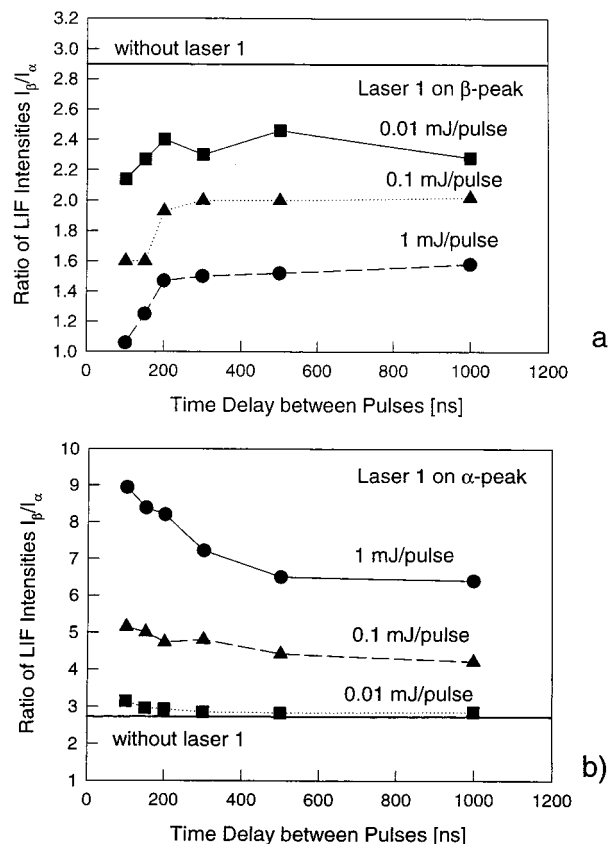 3.2
3.0
2.8
2.6
2.4
2.2
2.0
1.8
1.6
1.4
1.2
1.0
Ratio of LIF Intensities Iβ/Iα
without laser 1
Laser 1 on β-peak
0.01 mJ/pulse
0.1 mJ/pulse
1 mJ/pulse
0 200 400 600 800 1000 1200
Time Delay between Pulses [ns]
a
10
9
8
7
6
5
4
3
2
1
Ratio of LIF Intensities Iβ/Iα
Laser 1 on α-peak
1 mJ/pulse
0.1 mJ/pulse
0.01 mJ/pulse
without laser 1
0 200 400 600 800 1000 1200
Time Delay between Pulses [ns]
b)